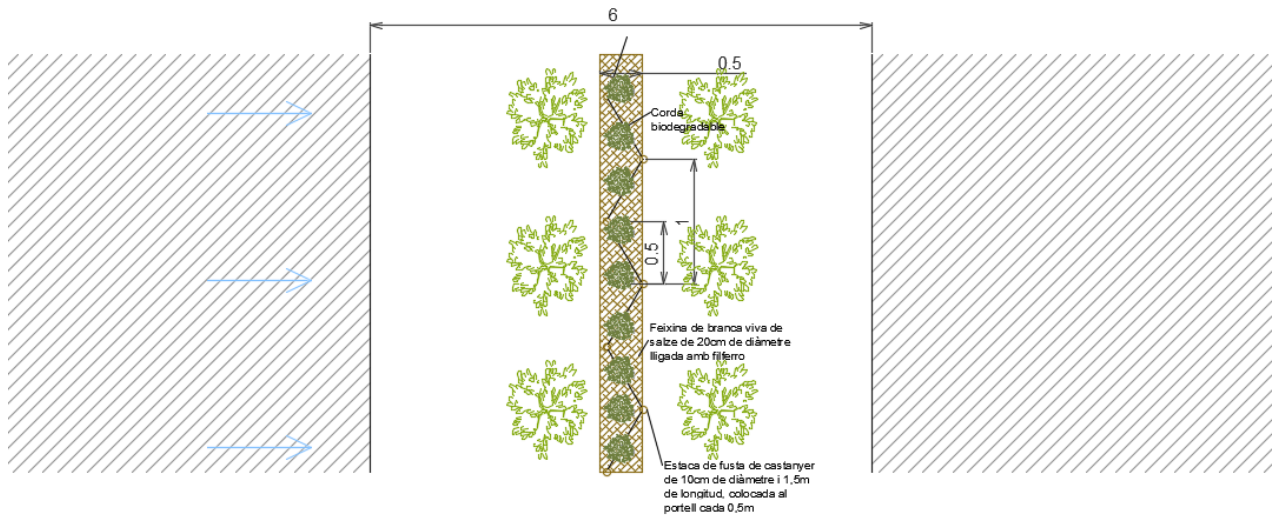 6
0.5
Corda
biodegradable
1
0.5
Feixina de branca viva de
salze de 20cm de diàmetre
lligada amb filferro
Estaca de fusta de castanyer
de 10cm de diàmetre i 1,5m
de longitud, colocada al
portell cada 0,5m